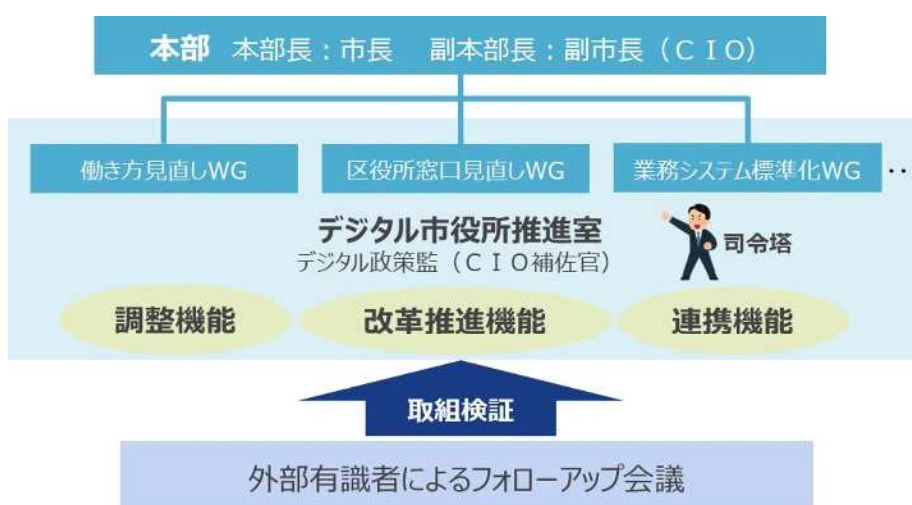 本部 本部長：市長 副本部長：副市長（ＣＩＯ）
働き方見直しWG
区役所窓口見直しWG
業務システム標準化WG
・・
デジタル市役所推進室
デジタル政策監（ＣＩＯ補佐官）
司令塔
調整機能
改革推進機能
連携機能
取組検証
外部有識者によるフォローアップ会議